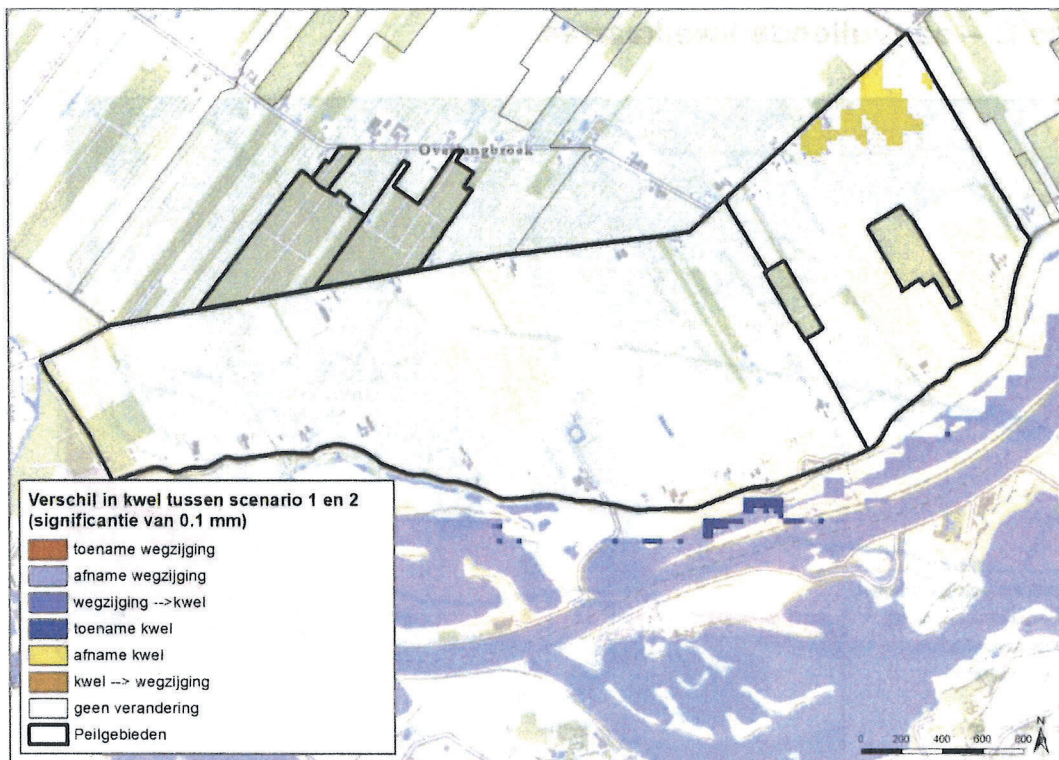 Overlangbroek
Verschil in kwel tussen scenario 1 en 2
(significantie van 0.1 mm)
toename wegzijging
afname wegzijging
wegzijging -->kwel
toename kwel
afname kwel
kwel --> wegzijging
geen verandering
Peilgebieden
N
0 200 400 600 800